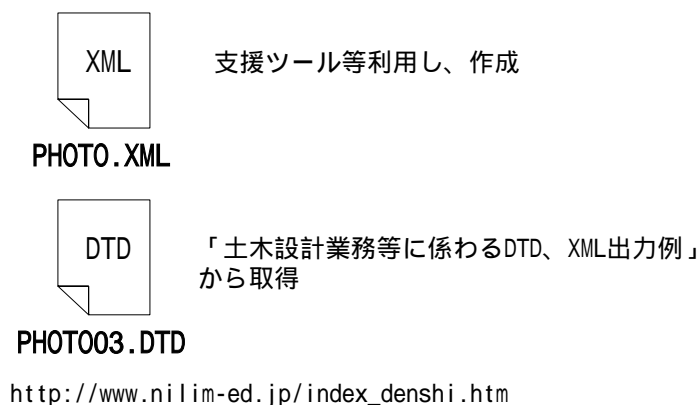 XML
支援ツール等利用し、作成
PHOTO.XML
DTD
「土木設計業務等に係わるDTD、XML出力例」
から取得
PHOTO03.DTD
http://www.nilim-ed.jp/index_denshi.htm